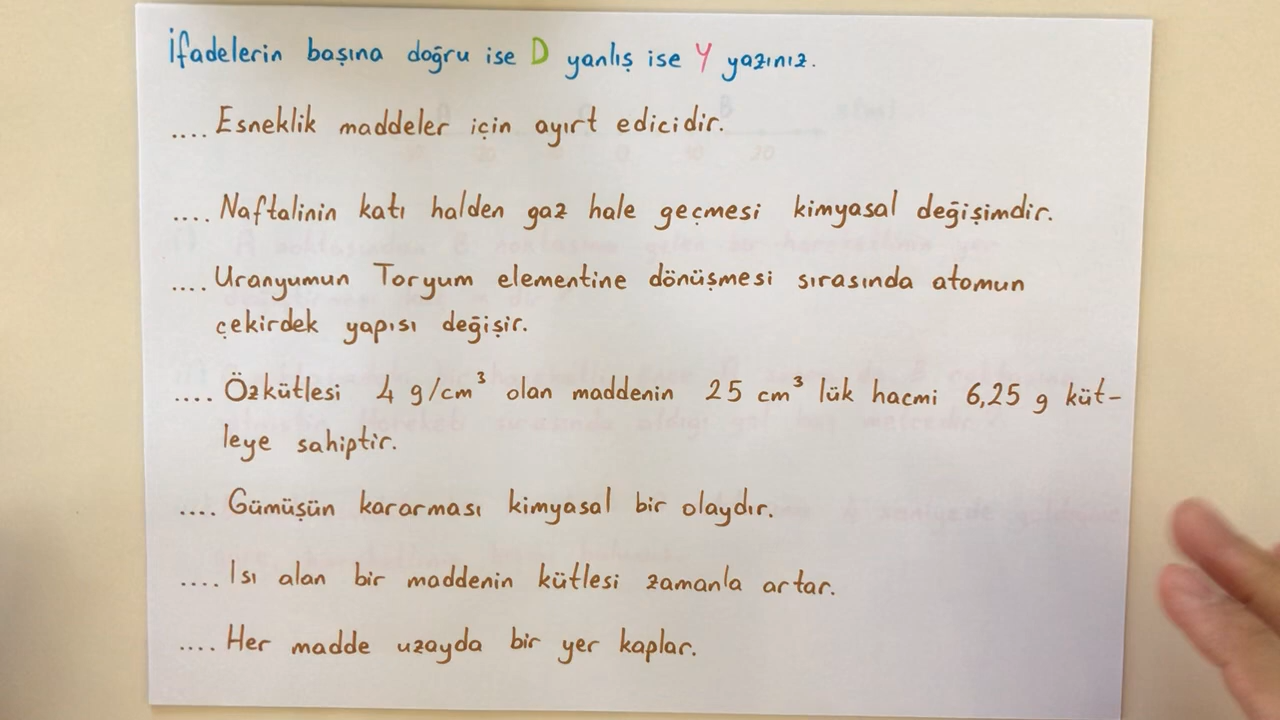 İfadelerin başına doğru ise D yanlış ise Y yazınız.
.... Esneklik maddeler için ayırt edicidir.
.... Naftalinin katı halden gaz hale geçmesi kimyasal değişimdir.
.... Uranyumun Toryum elementine dönüşmesi sırasında atomun
çekirdek yapısı değişir.
.... Özkütlesi 4 g/cm³ olan maddenin 25 cm³ lük hacmi 6,25 g küt-
leye sahiptir.
.... Gümüşün kararması kimyasal bir olaydır.
.... Isı alan bir maddenin kütlesi zamanla artar.
.... Her madde uzayda bir yer kaplar.